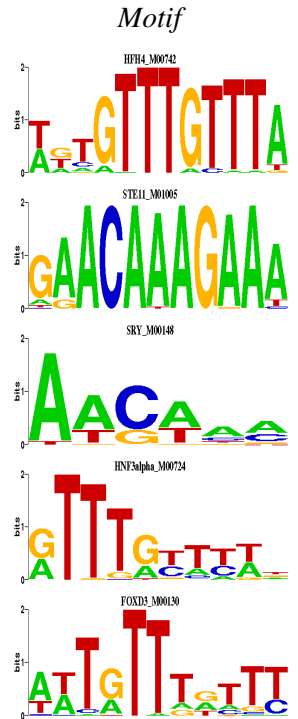 Motif
HFH4_M00742
2
bits
1
0
STE11_M01005
2
bits
1
0
SRY_M00148
2
bits
1
0
HNF3alpha_M00724
2
bits
1
0
FOXD3_M00130
2
bits
1
0